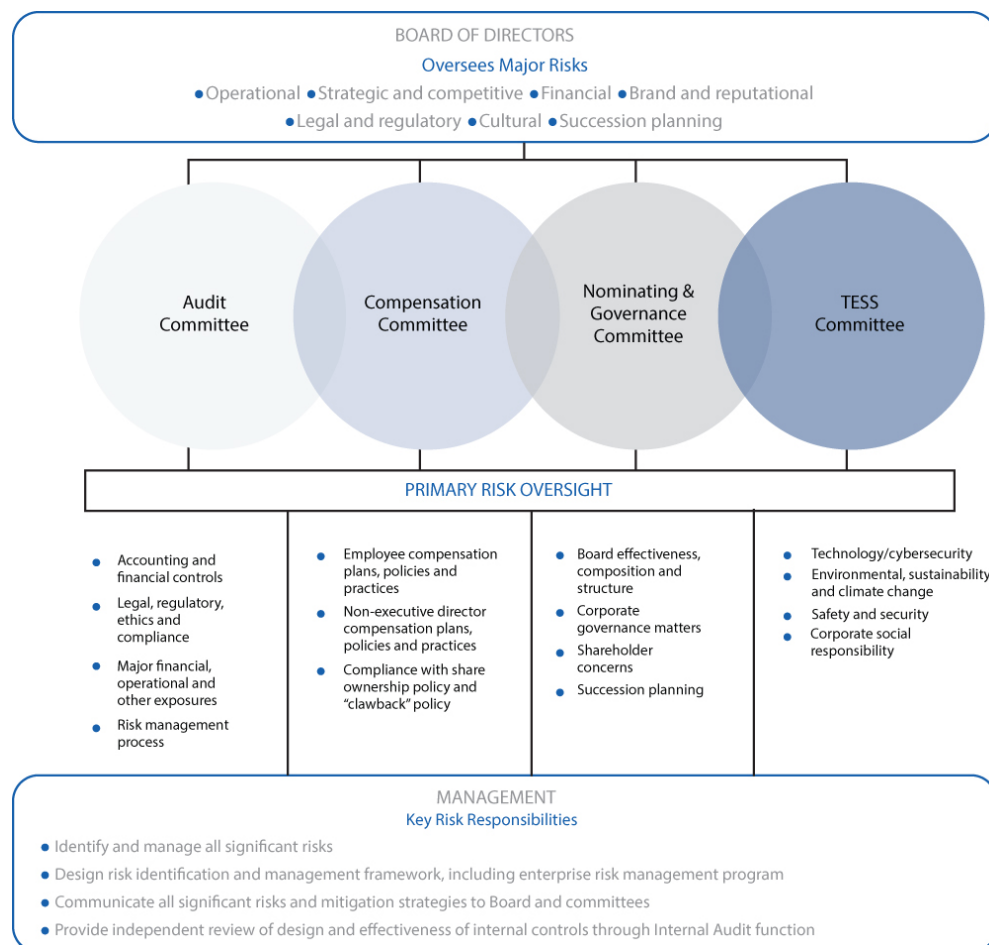 BOARD OF DIRECTORS
Oversees Major Risks
●Operational ●Strategic and competitive ●Financial ●Brand and reputational
●Legal and regulatory ●Cultural ●Succession planning
Audit
Committee
Compensation
Committee
Nominating &
Governance
Committee
TESS
Committee
PRIMARY RISK OVERSIGHT
● Accounting and
financial controls
● Legal, regulatory,
ethics and
compliance
● Major financial,
operational and
other exposures
● Risk management
process
● Employee compensation
plans, policies and
practices
● Non-executive director
compensation plans,
policies and practices
● Compliance with share
ownership policy and
“clawback” policy
● Board effectiveness,
composition and
structure
● Corporate
governance matters
● Shareholder
concerns
● Succession planning
● Technology/cybersecurity
● Environmental, sustainability
and climate change
● Safety and security
● Corporate social
responsibility
MANAGEMENT
Key Risk Responsibilities
● Identify and manage all significant risks
● Design risk identification and management framework, including enterprise risk management program
● Communicate all significant risks and mitigation strategies to Board and committees
● Provide independent review of design and effectiveness of internal controls through Internal Audit function